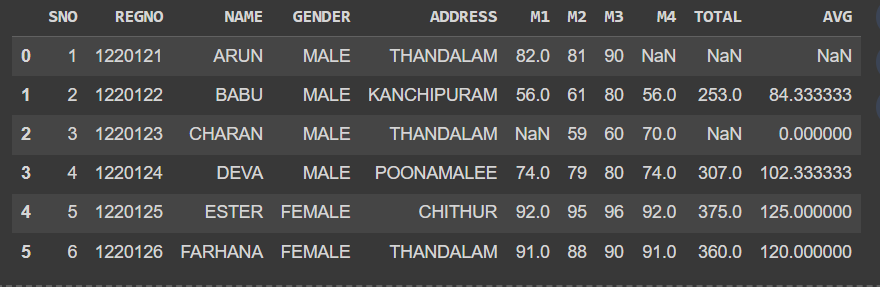 SNO REGNO NAME GENDER ADDRESS M1 M2 M3 M4 TOTAL AVG
0 1 1220121 ARUN MALE THANDALAM 82.0 81 90 NaN NaN NaN
1 2 1220122 BABU MALE KANCHIPURAM 56.0 61 80 56.0 253.0 84.333333
2 3 1220123 CHARAN MALE THANDALAM NaN 59 60 70.0 NaN 0.000000
3 4 1220124 DEVA MALE POONAMALEE 74.0 79 80 74.0 307.0 102.333333
4 5 1220125 ESTER FEMALE CHITHUR 92.0 95 96 92.0 375.0 125.000000
5 6 1220126 FARHANA FEMALE THANDALAM 91.0 88 90 91.0 360.0 120.000000